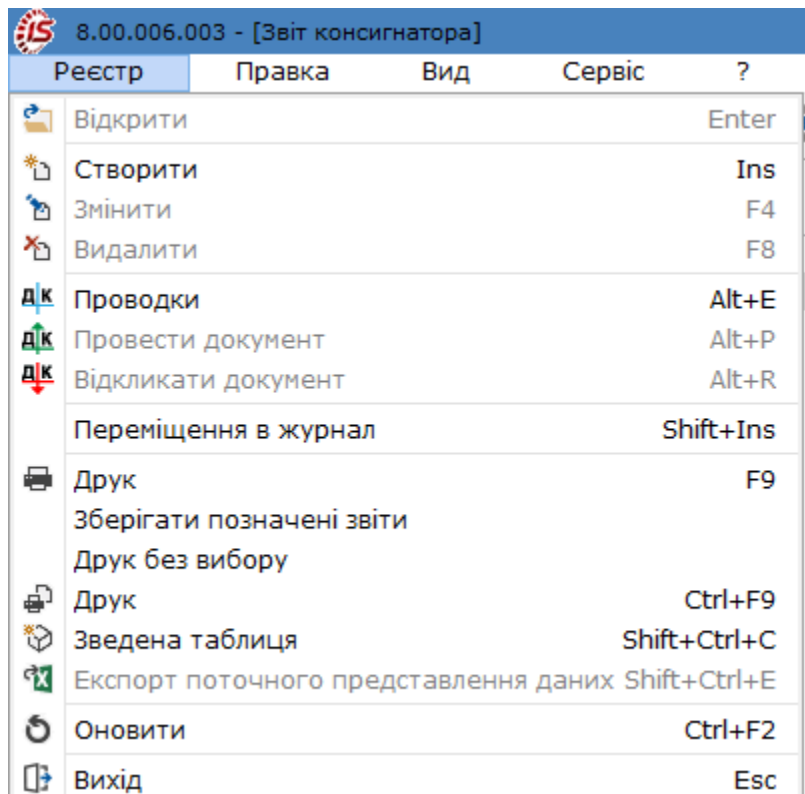 8.00.006.003 - [Звіт консигнатора]
Реєстр Правка Вид Сервіс ?
Відкрити Enter
Створити Ins
Змінити F4
Видалити F8
Д К Проводки Alt+E
Д К Провести документ Alt+P
Д К Відкликати документ Alt+R
Переміщення в журнал Shift+Ins
Друк F9
Зберігати позначені звіти
Друк без вибору
Друк Ctrl+F9
Зведена таблиця Shift+Ctrl+C
Експорт поточного представлення даних Shift+Ctrl+E
Оновити Ctrl+F2
Вихід Esc